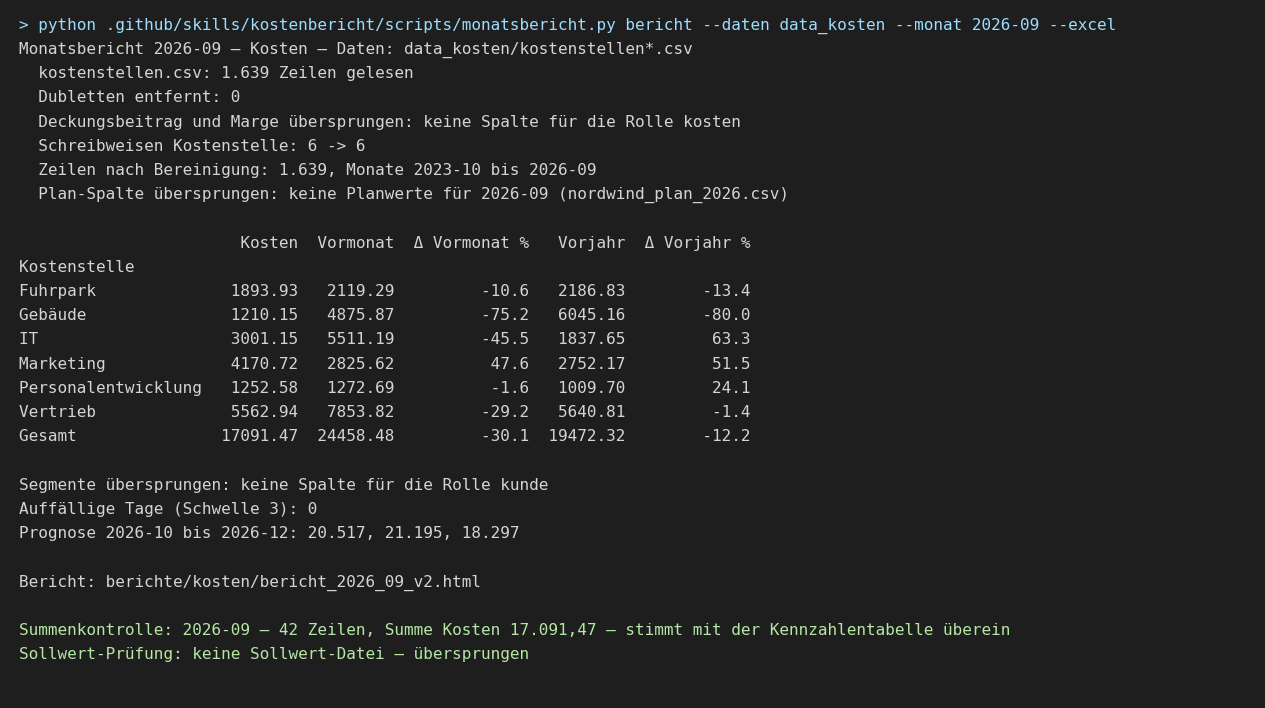 > python .github/skills/kostenbericht/scripts/monatsbericht.py bericht --daten data_kosten --monat 2026-09 --excel
Monatsbericht 2026-09 — Kosten — Daten: data_kosten/kostenstellen*.csv
  kostenstellen.csv: 1.639 Zeilen gelesen
  Dubletten entfernt: 0
  Deckungsbeitrag und Marge übersprungen: keine Spalte für die Rolle kosten
  Schreibweisen Kostenstelle: 6 -> 6
  Zeilen nach Bereinigung: 1.639, Monate 2023-10 bis 2026-09
  Plan-Spalte übersprungen: keine Planwerte für 2026-09 (nordwind_plan_2026.csv)
                       Kosten  Vormonat  Δ Vormonat %   Vorjahr  Δ Vorjahr %
Kostenstelle
Fuhrpark              1893.93   2119.29         -10.6   2186.83        -13.4
Gebäude               1210.15   4875.87         -75.2   6045.16        -80.0
IT                    3001.15   5511.19         -45.5   1837.65         63.3
Marketing             4170.72   2825.62          47.6   2752.17         51.5
Personalentwicklung   1252.58   1272.69          -1.6   1009.70         24.1
Vertrieb              5562.94   7853.82         -29.2   5640.81         -1.4
Gesamt               17091.47  24458.48         -30.1  19472.32        -12.2
Segmente übersprungen: keine Spalte für die Rolle kunde
Auffällige Tage (Schwelle 3): 0
Prognose 2026-10 bis 2026-12: 20.517, 21.195, 18.297
Bericht: berichte/kosten/bericht_2026_09_v2.html
Summenkontrolle: 2026-09 — 42 Zeilen, Summe Kosten 17.091,47 — stimmt mit der Kennzahlentabelle überein
Sollwert-Prüfung: keine Sollwert-Datei — übersprungen